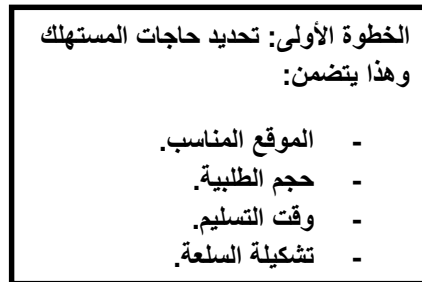 الخطوة الأولى: تحديد حاجات المستهلك
وهذا يتضمن:
- الموقع المناسب.
- حجم الطلبية.
- وقت التسليم.
- تشكيلة السلعة.